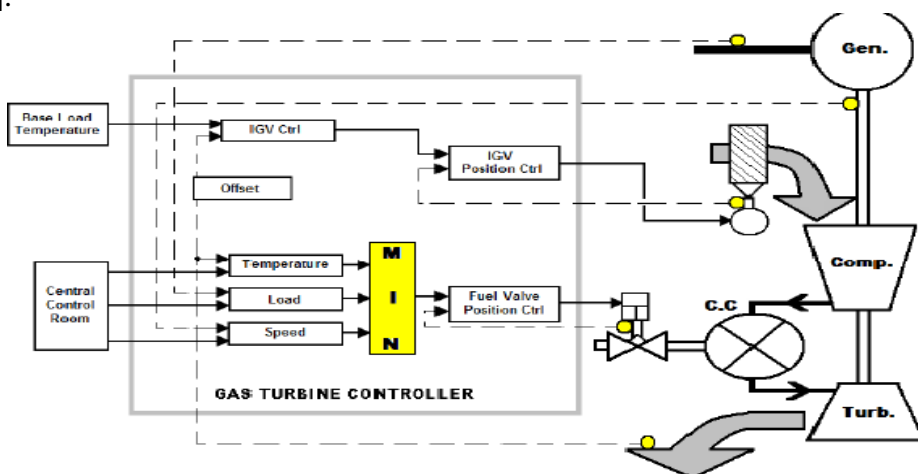 Gen.
Base Load
Temperature
IGV Ctrl
IGV
Position Ctrl
Offset
Central
Control
Room
Temperature
Load
Speed
M
I
N
Fuel Valve
Position Ctrl
C.C
Comp.
Turb.
GAS TURBINE CONTROLLER